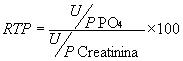 RTP = U/P PO₄ / U/P Creatinina × 100